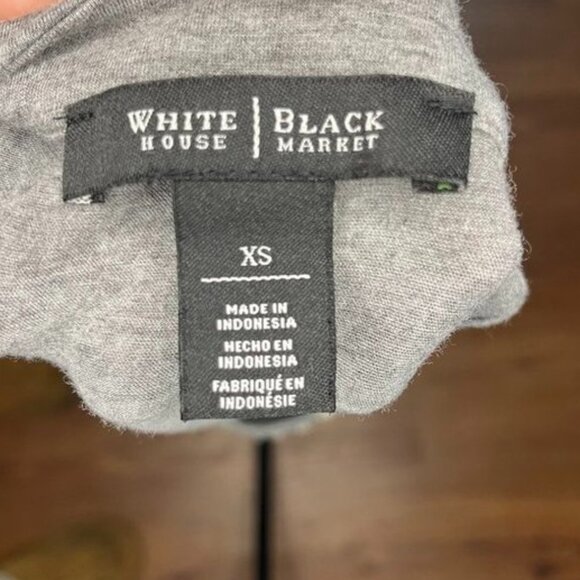 WHITE | BLACK
HOUSE | MARKET
XS
MADE IN
INDONESIA
HECHO EN
INDONESIA
FABRIQUÉ EN
INDONÉSIE